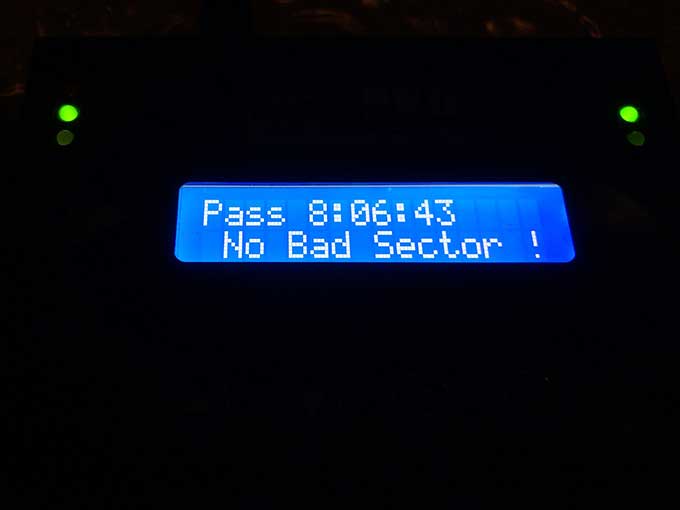 Pass 8:06:43
No Bad Sector !